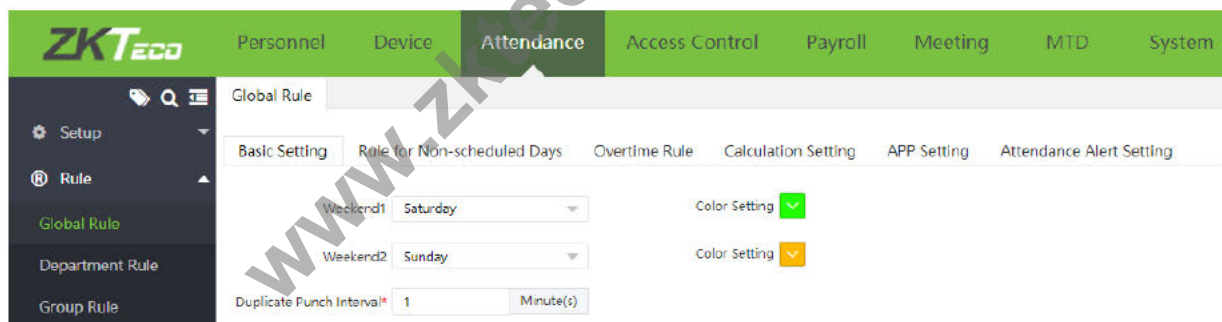 ZKTECO Personnel Device Attendance Access Control Payroll Meeting MTD System
Global Rule
Setup
Basic Setting Rule for Non-scheduled Days Overtime Rule Calculation Setting APP Setting Attendance Alert Setting
Rule
Weekend1 Saturday Color Setting
Global Rule
Weekend2 Sunday Color Setting
Department Rule
Duplicate Punch Interval* 1 Minute(s)
Group Rule
www.zktec